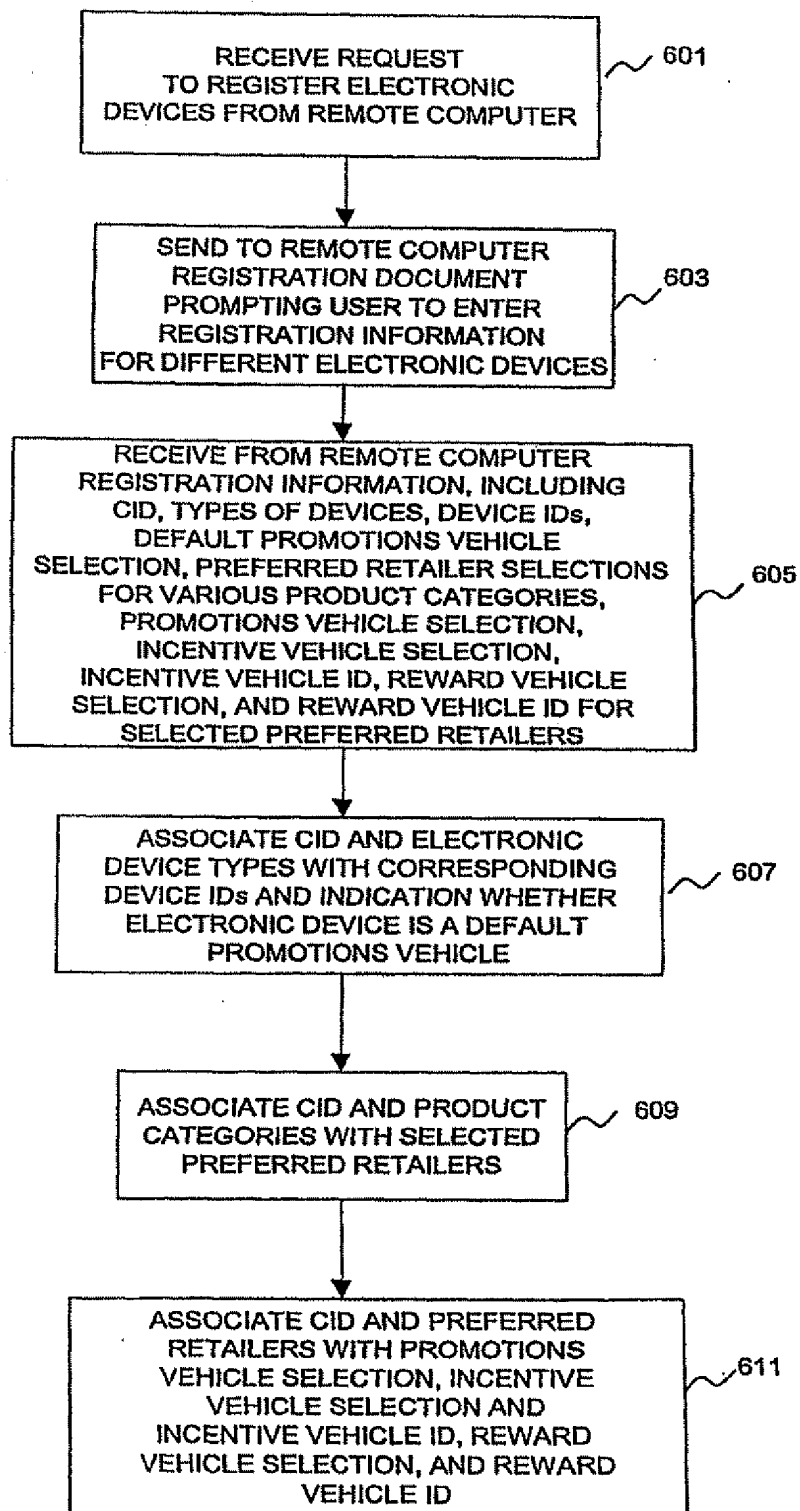 RECEIVE REQUEST
TO REGISTER ELECTRONIC
DEVICES FROM REMOTE COMPUTER
601
SEND TO REMOTE COMPUTER
REGISTRATION DOCUMENT
PROMPTING USER TO ENTER
REGISTRATION INFORMATION
FOR DIFFERENT ELECTRONIC DEVICES
603
RECEIVE FROM REMOTE COMPUTER
REGISTRATION INFORMATION, INCLUDING
CID, TYPES OF DEVICES, DEVICE IDs,
DEFAULT PROMOTIONS VEHICLE
SELECTION, PREFERRED RETAILER SELECTIONS
FOR VARIOUS PRODUCT CATEGORIES,
PROMOTIONS VEHICLE SELECTION,
INCENTIVE VEHICLE SELECTION,
INCENTIVE VEHICLE ID, REWARD VEHICLE
SELECTION, AND REWARD VEHICLE ID FOR
SELECTED PREFERRED RETAILERS
605
ASSOCIATE CID AND ELECTRONIC
DEVICE TYPES WITH CORRESPONDING
DEVICE IDs AND INDICATION WHETHER
ELECTRONIC DEVICE IS A DEFAULT
PROMOTIONS VEHICLE
607
ASSOCIATE CID AND PRODUCT
CATEGORIES WITH SELECTED
PREFERRED RETAILERS
609
ASSOCIATE CID AND PREFERRED
RETAILERS WITH PROMOTIONS
VEHICLE SELECTION, INCENTIVE
VEHICLE SELECTION AND
INCENTIVE VEHICLE ID, REWARD
VEHICLE SELECTION, AND REWARD
VEHICLE ID
611